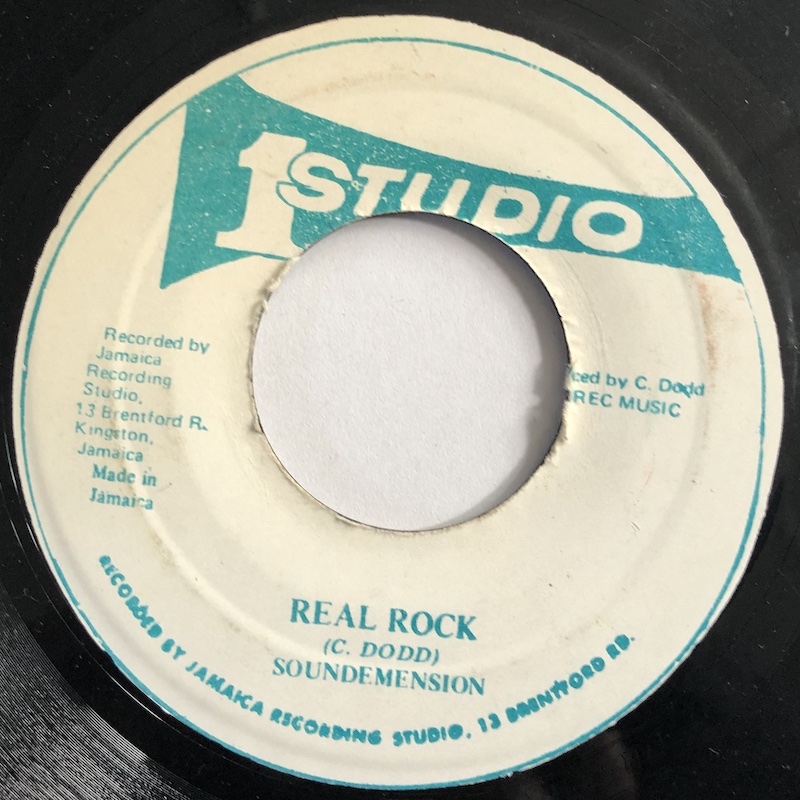 1 STUDIO
Recorded by
Jamaica
Recording
Studio,
13 Brentford R.
Kingston,
Jamaica
Made in
Jamaica
ced by C. Dodd
REC MUSIC
REAL ROCK
(C. DODD)
SOUNDEMENSION
RECORDED BY JAMAICA RECORDING STUDIO, 13 BRENTFORD RD.